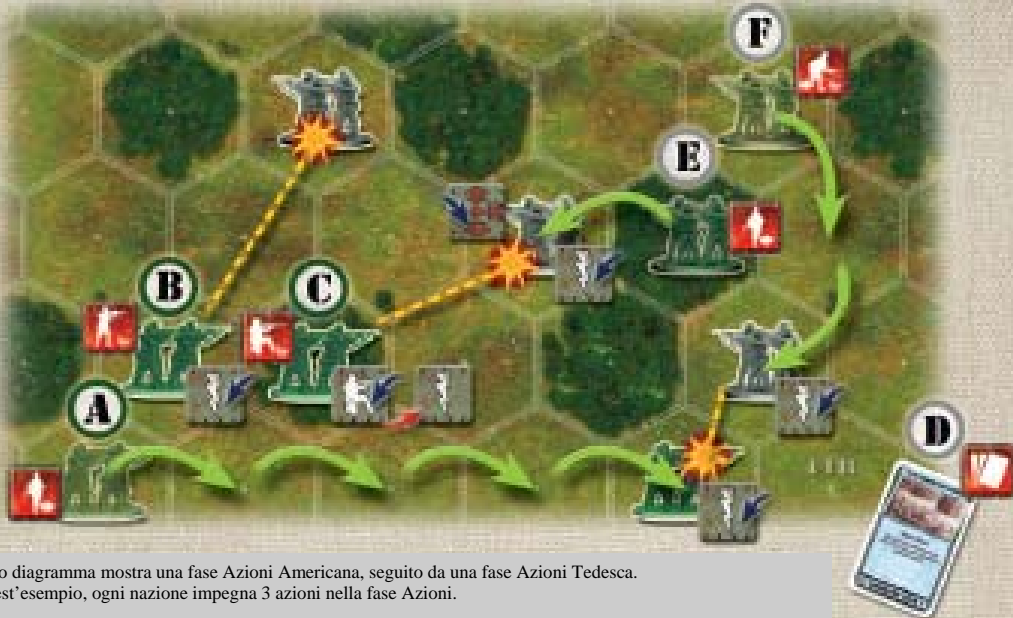 F
E
B
C
A
D
o diagramma mostra una fase Azioni Americana, seguito da una fase Azioni Tedesca.
est'esempio, ogni nazione impegna 3 azioni nella fase Azioni.